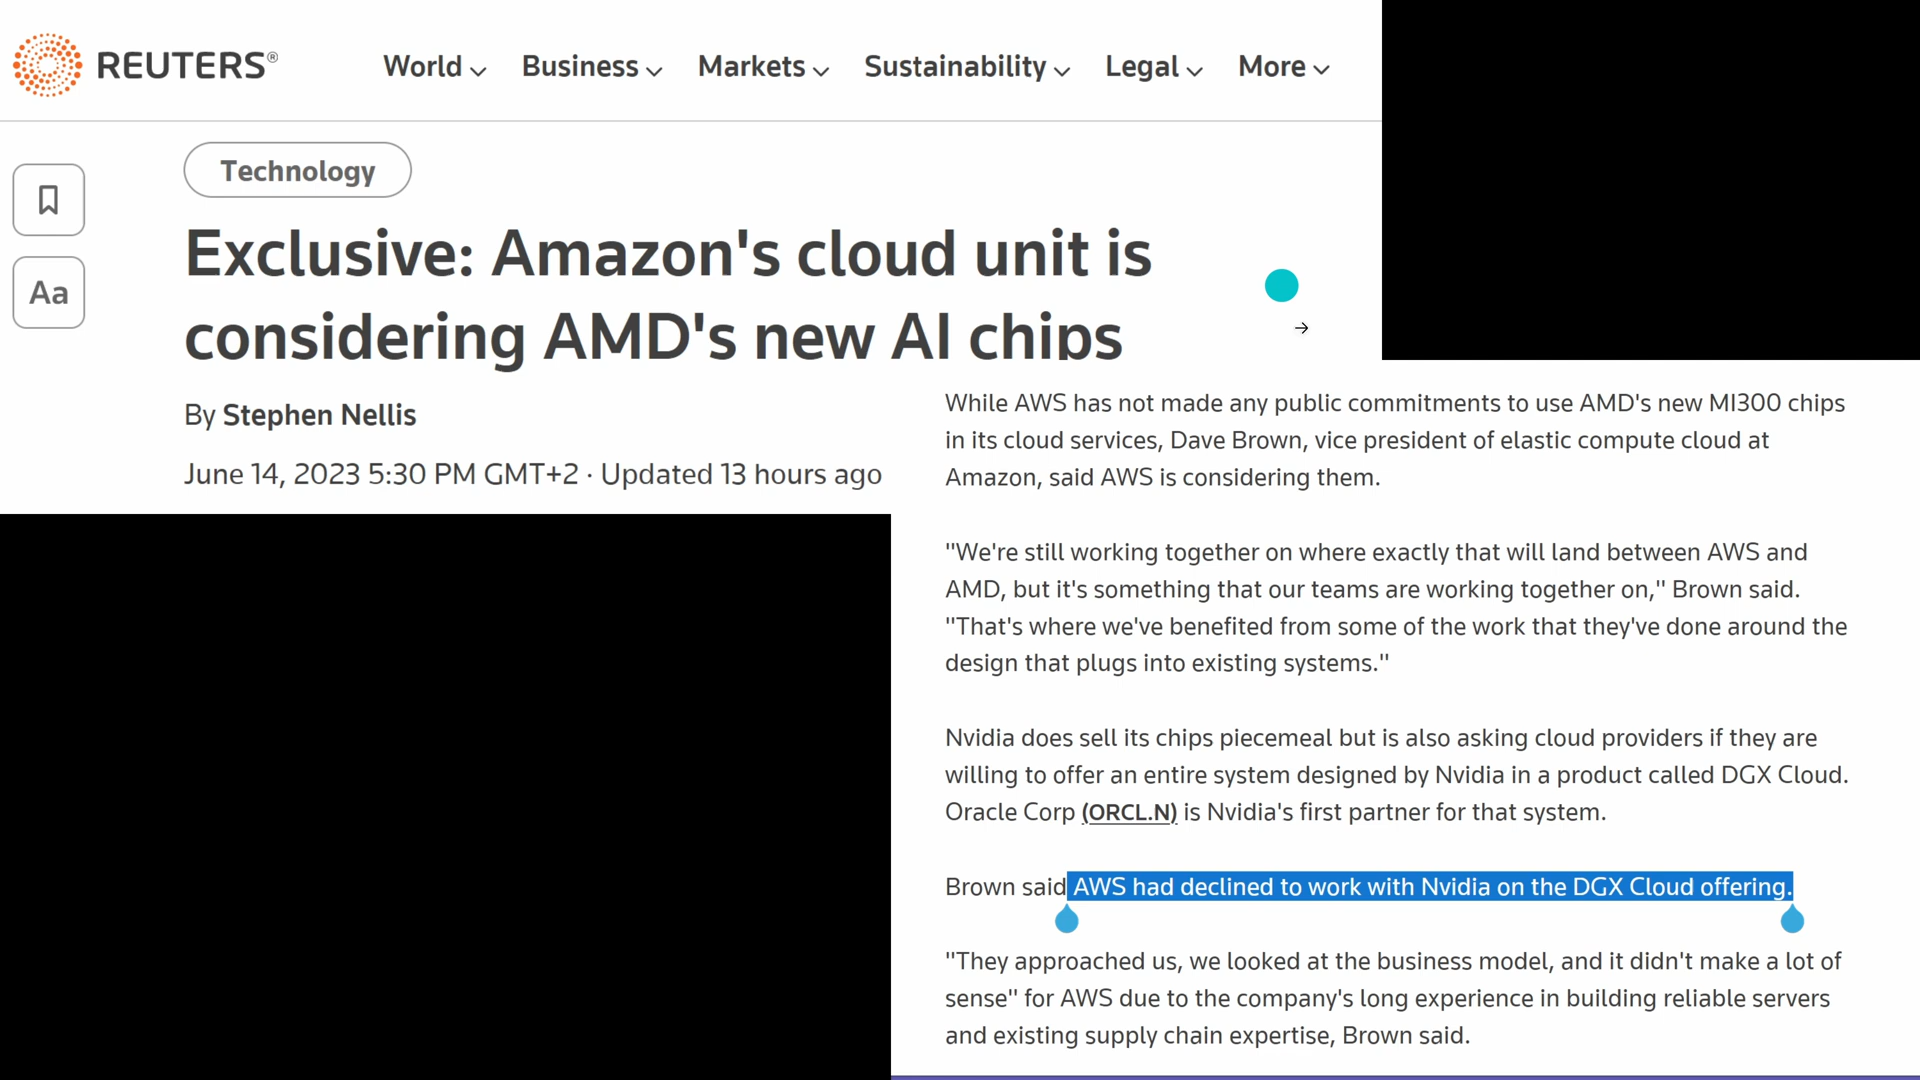 REUTERS®
World Business Markets Sustainability Legal More
Technology
Aa
Exclusive: Amazon's cloud unit is
considering AMD's new AI chips
By Stephen Nellis
June 14, 2023 5:30 PM GMT+2 · Updated 13 hours ago
While AWS has not made any public commitments to use AMD's new MI300 chips
in its cloud services, Dave Brown, vice president of elastic compute cloud at
Amazon, said AWS is considering them.
"We're still working together on where exactly that will land between AWS and
AMD, but it's something that our teams are working together on," Brown said.
"That's where we've benefited from some of the work that they've done around the
design that plugs into existing systems."
Nvidia does sell its chips piecemeal but is also asking cloud providers if they are
willing to offer an entire system designed by Nvidia in a product called DGX Cloud.
Oracle Corp (ORCL.N) is Nvidia's first partner for that system.
Brown said AWS had declined to work with Nvidia on the DGX Cloud offering.
"They approached us, we looked at the business model, and it didn't make a lot of
sense" for AWS due to the company's long experience in building reliable servers
and existing supply chain expertise, Brown said.